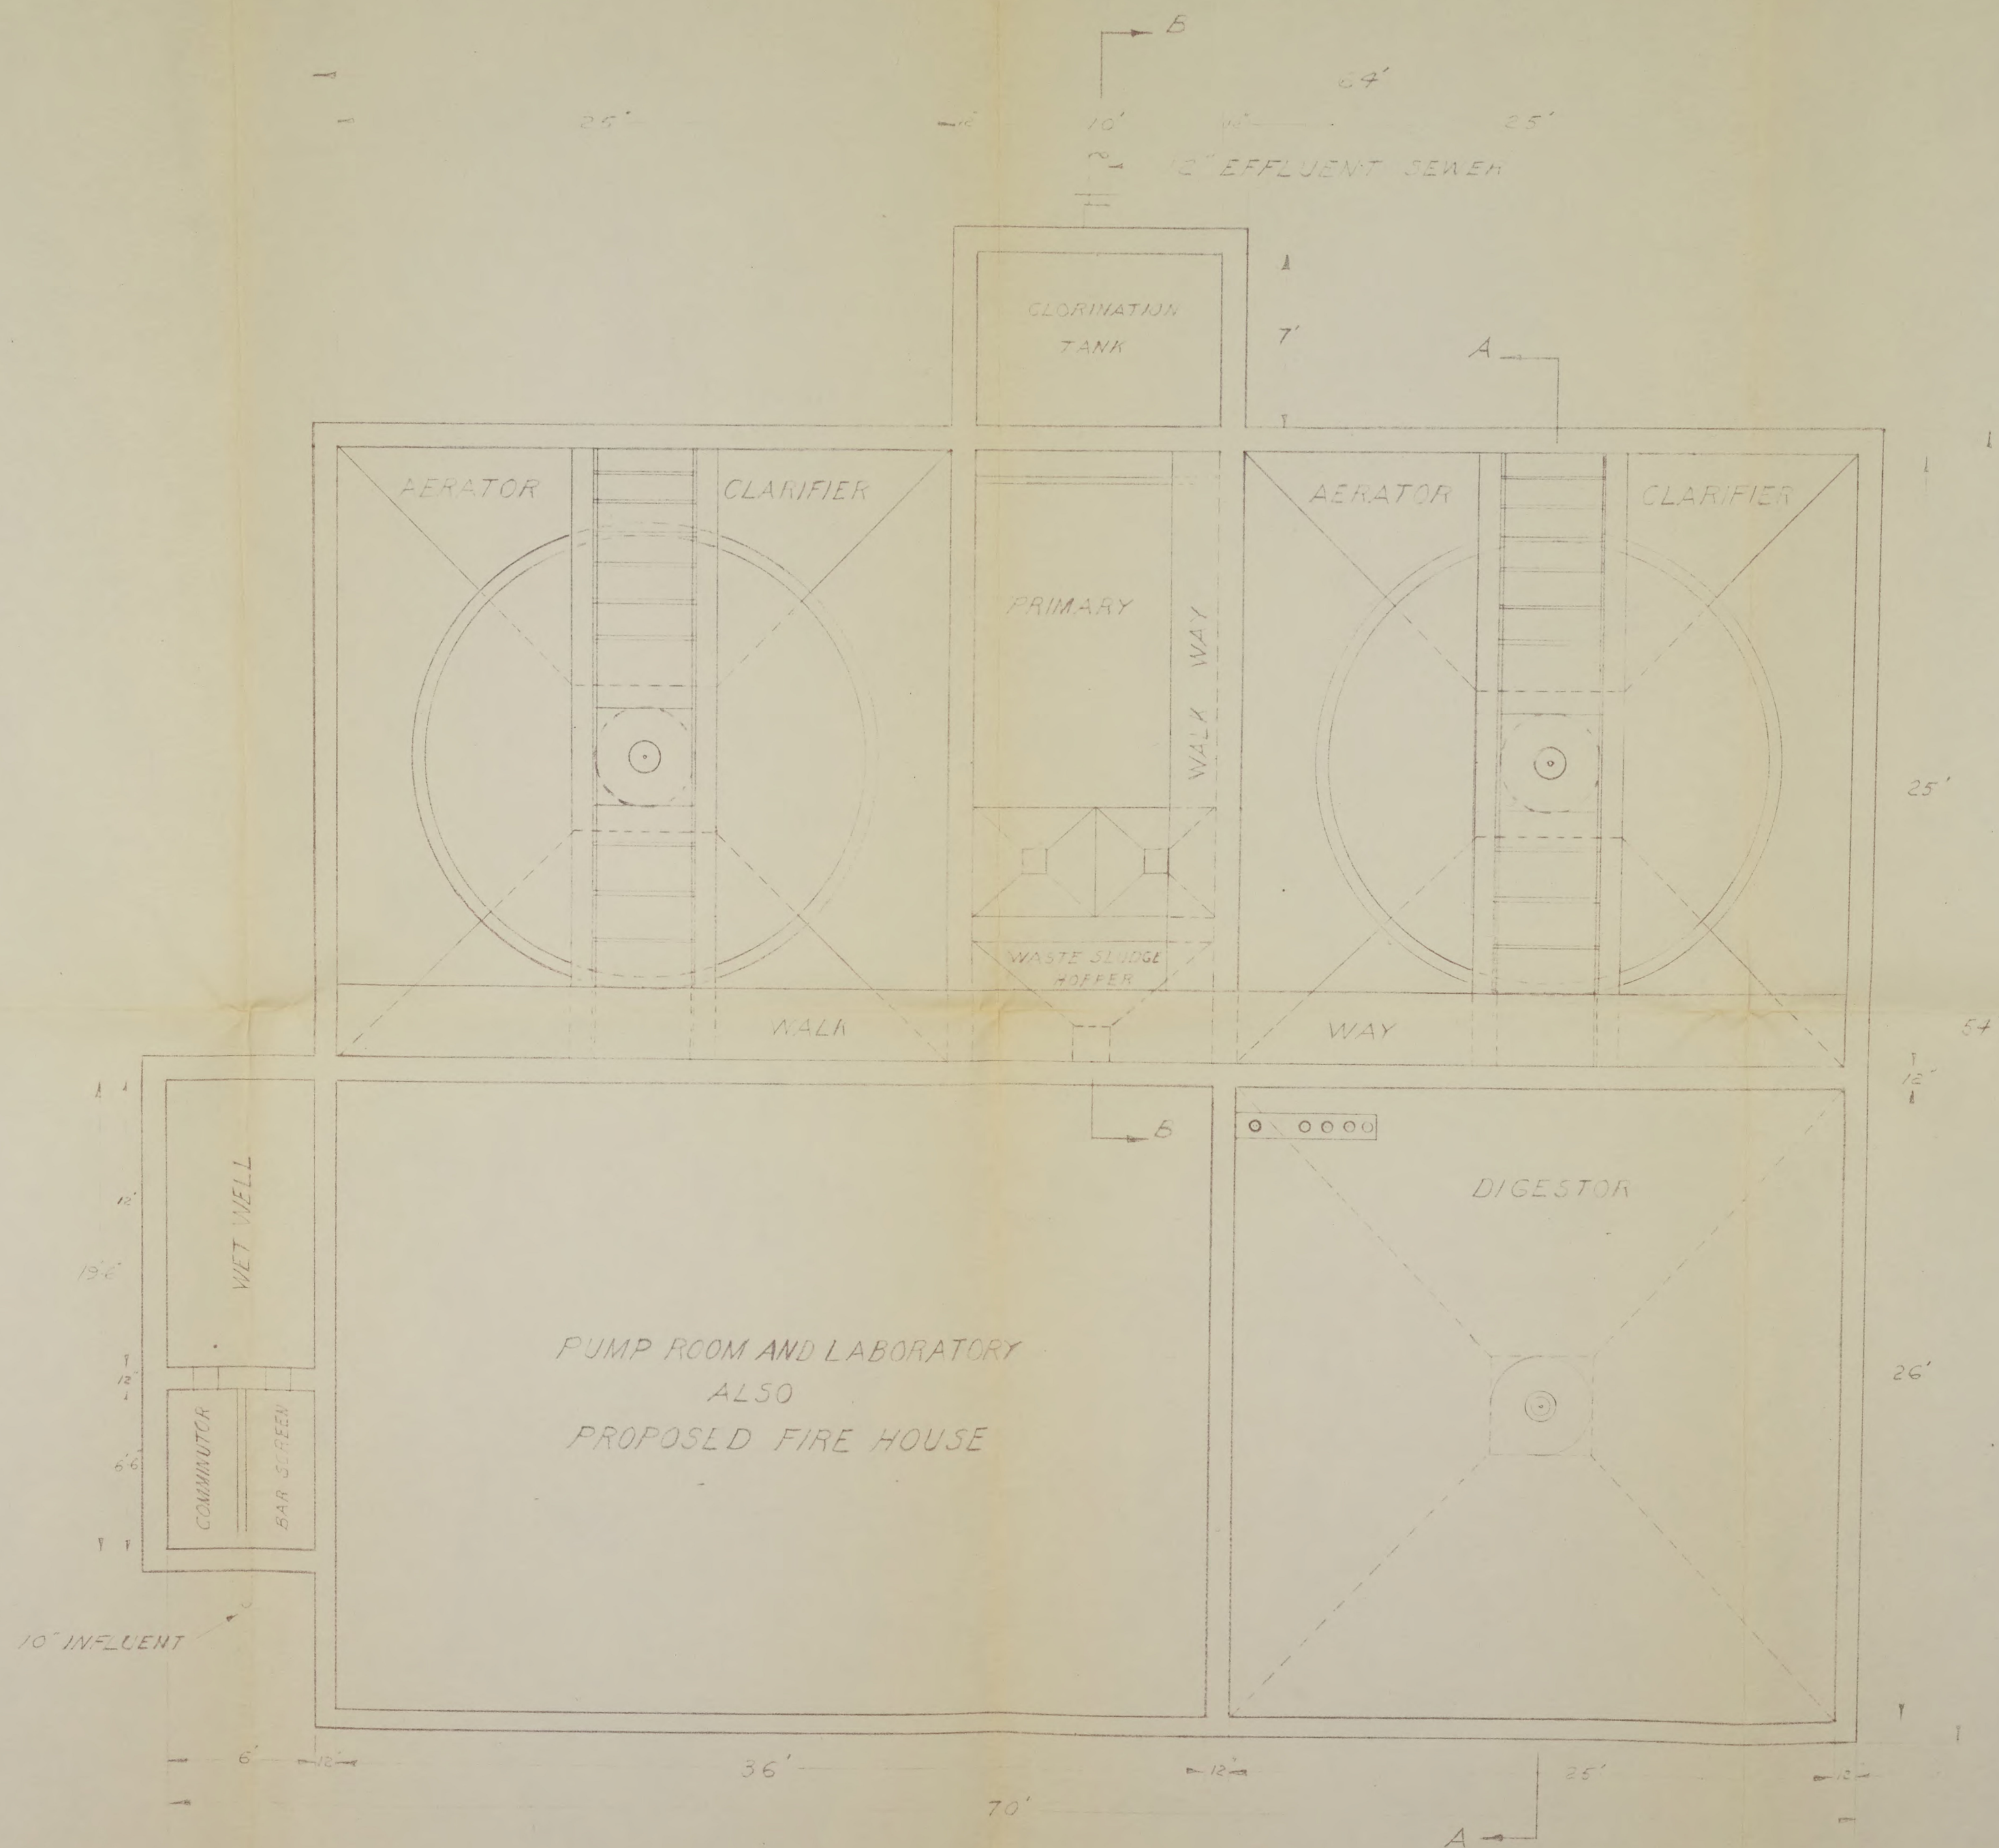 B
64'
25'
12"
10'
25'
12" EFFLUENT SEWER
CLORINATION
TANK
7'
A
AERATOR
CLARIFIER
AERATOR
CLARIFIER
PRIMARY
WALK WAY
25'
WASTE SLUDGE
HOPPER
WALK
WAY
54
12"
B
DIGESTOR
WET WELL
12'
19'6"
12"
6'6"
COMMINUTOR
BAR SCREEN
PUMP ROOM AND LABORATORY
ALSO
PROPOSED FIRE HOUSE
26'
10" INFLUENT
6'
12"
36'
12"
25'
12"
70'
A